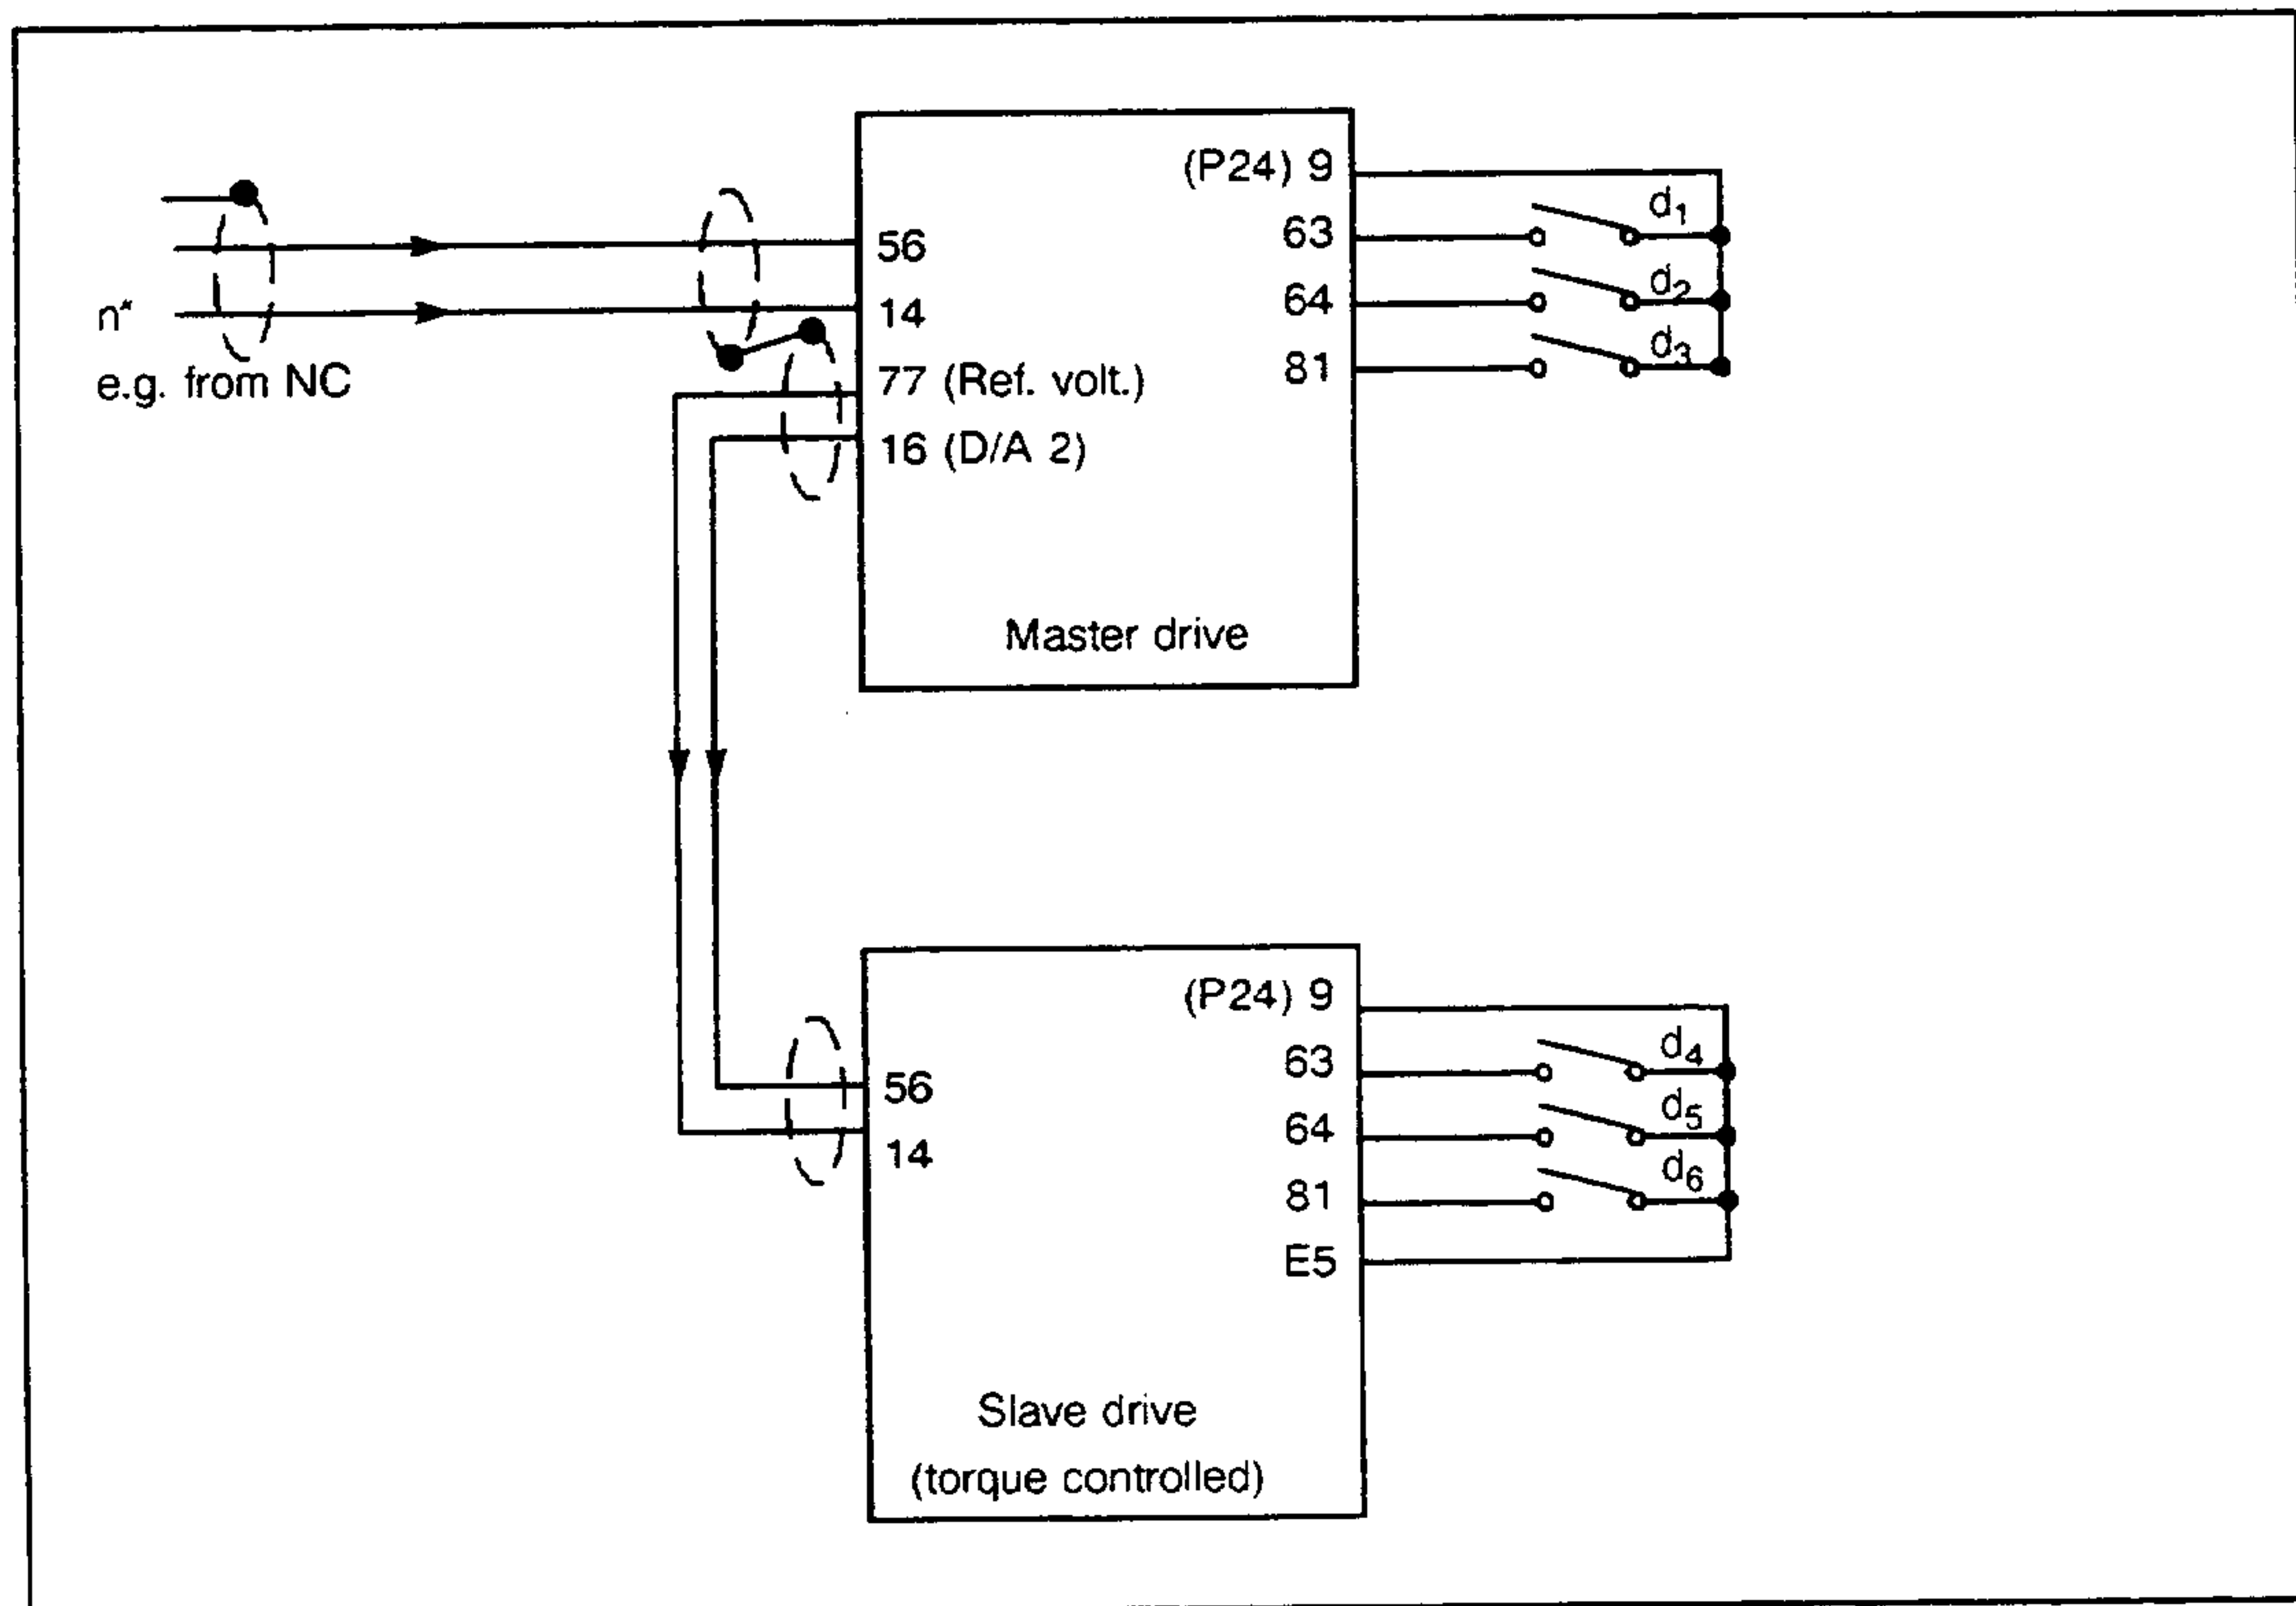 (P24) 9
d1
63
56
d2
64
n*
14
d3
81
e.g. from NC
77 (Ref. volt.)
16 (D/A 2)
Master drive
(P24) 9
d4
63
56
d5
64
14
d6
81
E5
Slave drive
(torque controlled)